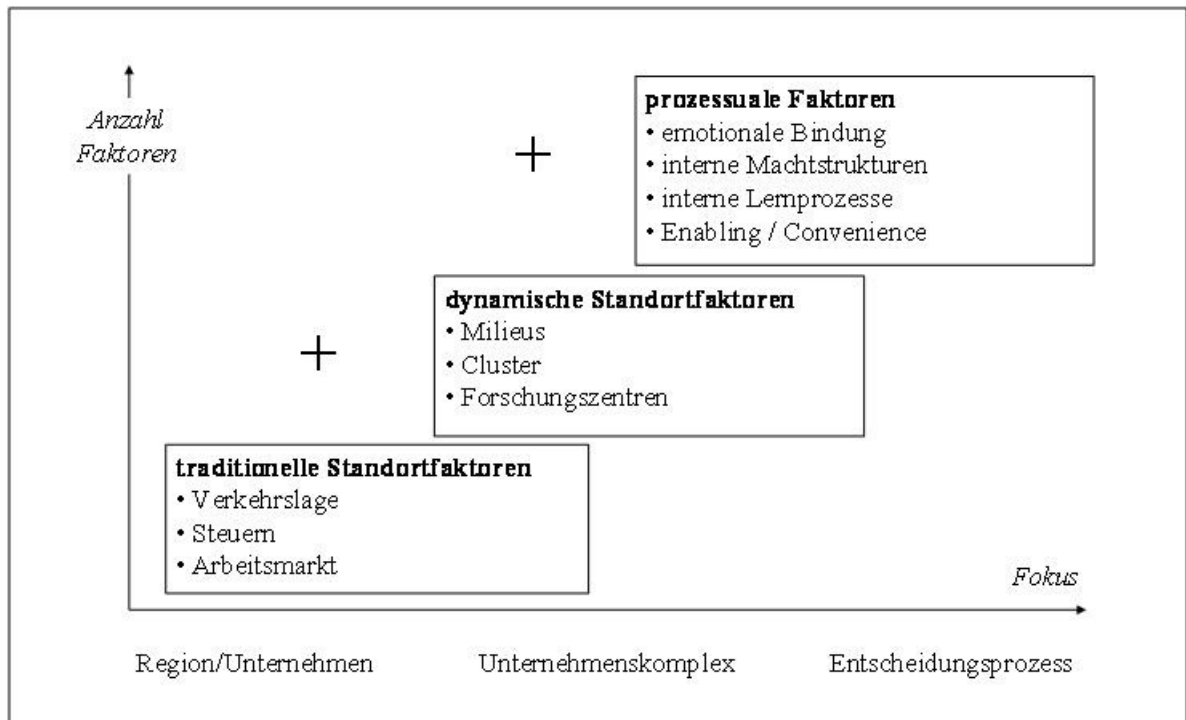 Anzahl
Faktoren
prozessuale Faktoren
• emotionale Bindung
• interne Machtstrukturen
• interne Lernprozesse
• Enabling / Convenience
+
dynamische Standortfaktoren
• Milieus
• Cluster
• Forschungszentren
+
traditionelle Standortfaktoren
• Verkehrslage
• Steuern
• Arbeitsmarkt
Fokus
Region/Unternehmen
Unternehmenskomplex
Entscheidungsprozess